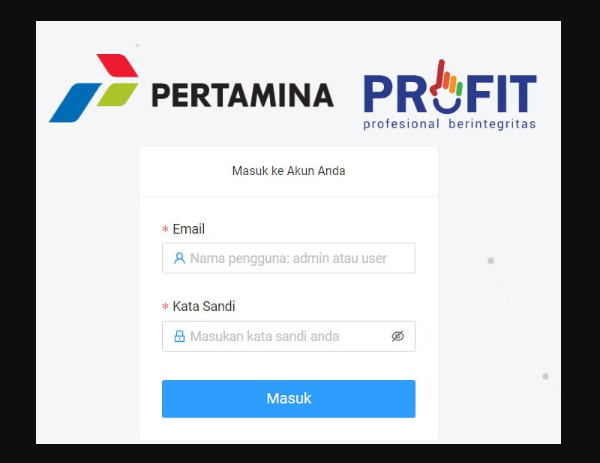 PERTAMINA
PROFIT
profesional berintegritas
Masuk ke Akun Anda
* Email
Nama pengguna: admin atau user
* Kata Sandi
Masukan kata sandi anda
Masuk